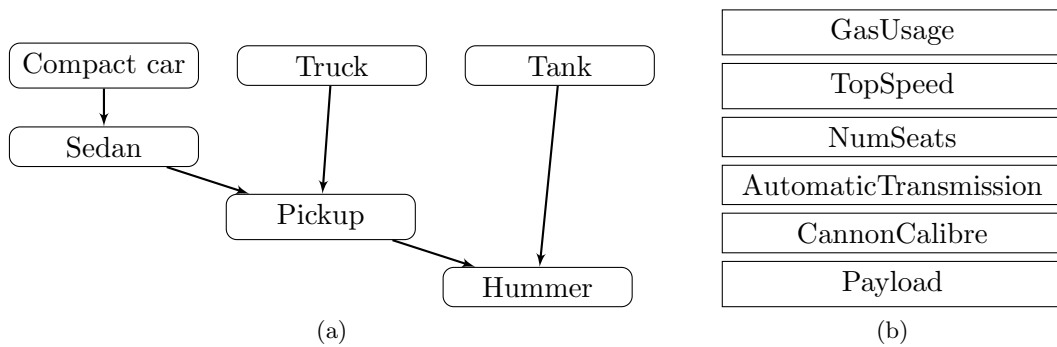 Compact car
Truck
Tank
Sedan
Pickup
Hummer
(a)
GasUsage
TopSpeed
NumSeats
AutomaticTransmission
CannonCalibre
Payload
(b)